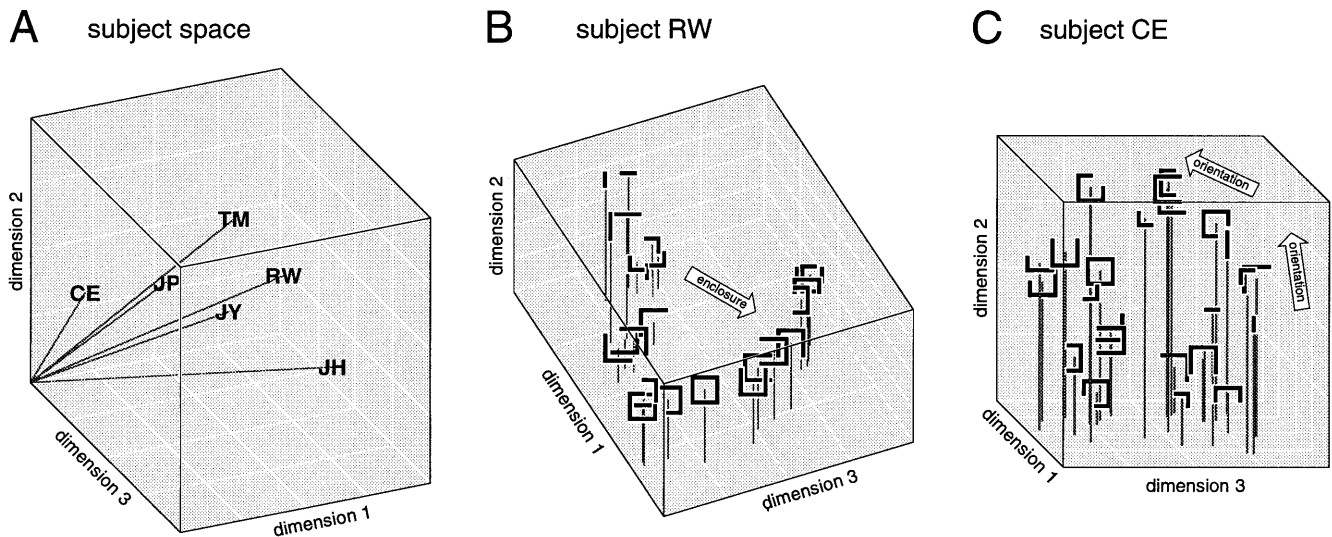 A subject space
dimension 2
TM
JP
RW
CE
JY
JH
dimension 3
dimension 1
B subject RW
dimension 2
enclosure
dimension 1
dimension 3
C subject CE
orientation
orientation
dimension 2
dimension 1
dimension 3